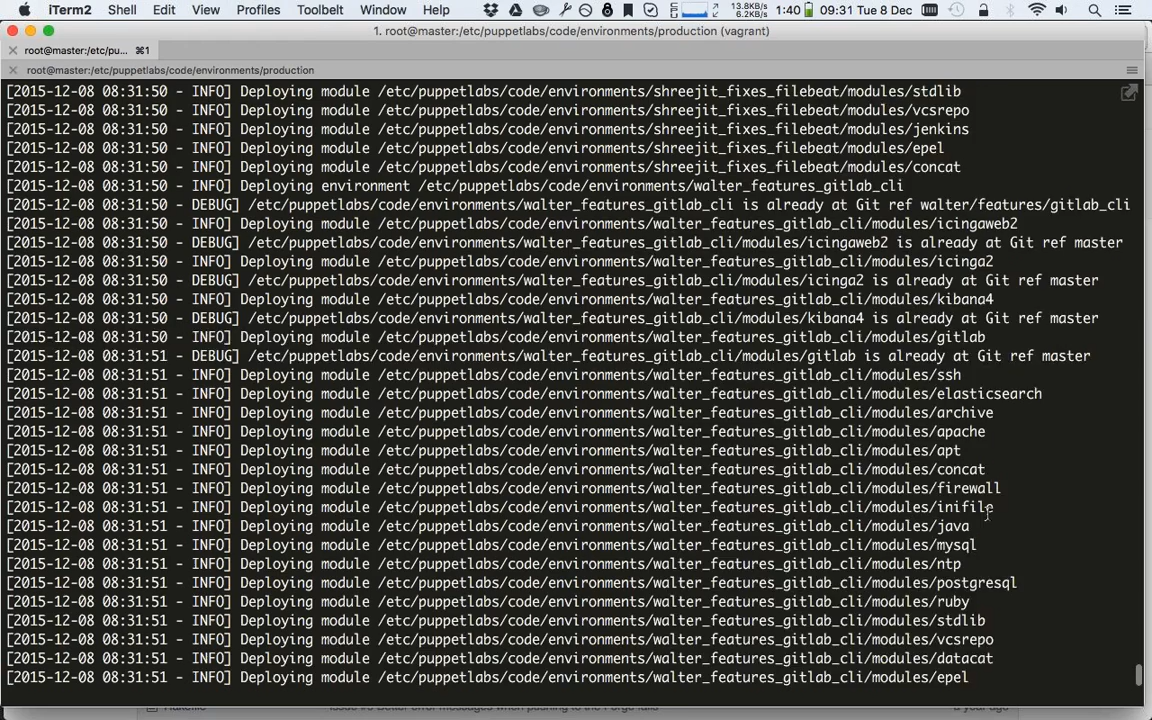 iTerm2 Shell Edit View Profiles Toolbelt Window Help 13.8KB/s 6.2KB/s 1:40 09:31 Tue 8 Dec
1. root@master:/etc/puppetlabs/code/environments/production (vagrant)
root@master:/etc/pu... ⌘1
root@master:/etc/puppetlabs/code/environments/production
[2015-12-08 08:31:50 - INFO] Deploying module /etc/puppetlabs/code/environments/shreejit_fixes_filebeat/modules/stdlib
[2015-12-08 08:31:50 - INFO] Deploying module /etc/puppetlabs/code/environments/shreejit_fixes_filebeat/modules/vcsrepo
[2015-12-08 08:31:50 - INFO] Deploying module /etc/puppetlabs/code/environments/shreejit_fixes_filebeat/modules/jenkins
[2015-12-08 08:31:50 - INFO] Deploying module /etc/puppetlabs/code/environments/shreejit_fixes_filebeat/modules/epel
[2015-12-08 08:31:50 - INFO] Deploying module /etc/puppetlabs/code/environments/shreejit_fixes_filebeat/modules/concat
[2015-12-08 08:31:50 - INFO] Deploying environment /etc/puppetlabs/code/environments/walter_features_gitlab_cli
[2015-12-08 08:31:50 - DEBUG] /etc/puppetlabs/code/environments/walter_features_gitlab_cli is already at Git ref walter/features/gitlab_cli
[2015-12-08 08:31:50 - INFO] Deploying module /etc/puppetlabs/code/environments/walter_features_gitlab_cli/modules/icingaweb2
[2015-12-08 08:31:50 - DEBUG] /etc/puppetlabs/code/environments/walter_features_gitlab_cli/modules/icingaweb2 is already at Git ref master
[2015-12-08 08:31:50 - INFO] Deploying module /etc/puppetlabs/code/environments/walter_features_gitlab_cli/modules/icinga2
[2015-12-08 08:31:50 - DEBUG] /etc/puppetlabs/code/environments/walter_features_gitlab_cli/modules/icinga2 is already at Git ref master
[2015-12-08 08:31:50 - INFO] Deploying module /etc/puppetlabs/code/environments/walter_features_gitlab_cli/modules/kibana4
[2015-12-08 08:31:50 - DEBUG] /etc/puppetlabs/code/environments/walter_features_gitlab_cli/modules/kibana4 is already at Git ref master
[2015-12-08 08:31:50 - INFO] Deploying module /etc/puppetlabs/code/environments/walter_features_gitlab_cli/modules/gitlab
[2015-12-08 08:31:51 - DEBUG] /etc/puppetlabs/code/environments/walter_features_gitlab_cli/modules/gitlab is already at Git ref master
[2015-12-08 08:31:51 - INFO] Deploying module /etc/puppetlabs/code/environments/walter_features_gitlab_cli/modules/ssh
[2015-12-08 08:31:51 - INFO] Deploying module /etc/puppetlabs/code/environments/walter_features_gitlab_cli/modules/elasticsearch
[2015-12-08 08:31:51 - INFO] Deploying module /etc/puppetlabs/code/environments/walter_features_gitlab_cli/modules/archive
[2015-12-08 08:31:51 - INFO] Deploying module /etc/puppetlabs/code/environments/walter_features_gitlab_cli/modules/apache
[2015-12-08 08:31:51 - INFO] Deploying module /etc/puppetlabs/code/environments/walter_features_gitlab_cli/modules/apt
[2015-12-08 08:31:51 - INFO] Deploying module /etc/puppetlabs/code/environments/walter_features_gitlab_cli/modules/concat
[2015-12-08 08:31:51 - INFO] Deploying module /etc/puppetlabs/code/environments/walter_features_gitlab_cli/modules/firewall
[2015-12-08 08:31:51 - INFO] Deploying module /etc/puppetlabs/code/environments/walter_features_gitlab_cli/modules/inifile
[2015-12-08 08:31:51 - INFO] Deploying module /etc/puppetlabs/code/environments/walter_features_gitlab_cli/modules/java
[2015-12-08 08:31:51 - INFO] Deploying module /etc/puppetlabs/code/environments/walter_features_gitlab_cli/modules/mysql
[2015-12-08 08:31:51 - INFO] Deploying module /etc/puppetlabs/code/environments/walter_features_gitlab_cli/modules/ntp
[2015-12-08 08:31:51 - INFO] Deploying module /etc/puppetlabs/code/environments/walter_features_gitlab_cli/modules/postgresql
[2015-12-08 08:31:51 - INFO] Deploying module /etc/puppetlabs/code/environments/walter_features_gitlab_cli/modules/ruby
[2015-12-08 08:31:51 - INFO] Deploying module /etc/puppetlabs/code/environments/walter_features_gitlab_cli/modules/stdlib
[2015-12-08 08:31:51 - INFO] Deploying module /etc/puppetlabs/code/environments/walter_features_gitlab_cli/modules/vcsrepo
[2015-12-08 08:31:51 - INFO] Deploying module /etc/puppetlabs/code/environments/walter_features_gitlab_cli/modules/datacat
[2015-12-08 08:31:51 - INFO] Deploying module /etc/puppetlabs/code/environments/walter_features_gitlab_cli/modules/epel
error messages when pushing to the Forge a year ago